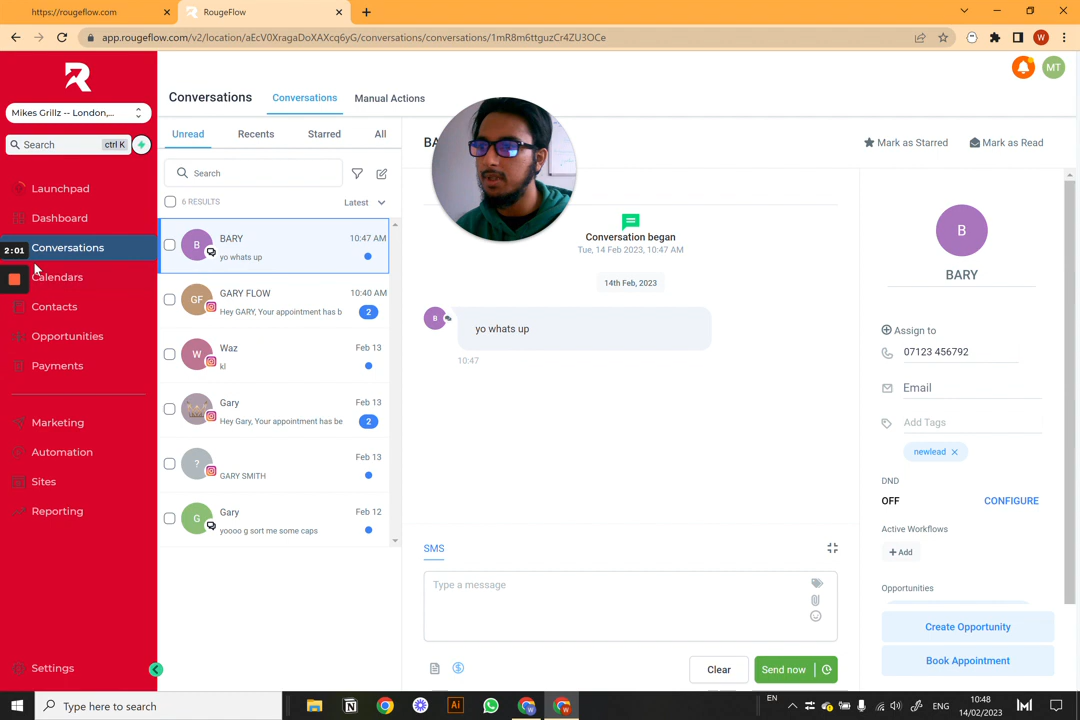 https://rougeflow.com
RougeFlow
app.rougeflow.com/v2/location/aEcV0XragaDoXAXcq6yG/conversations/conversations/1mR8m6ttguzCr4ZU3OCe
W
MT
Mikes Grillz -- London,...
Search
ctrl K
Launchpad
Dashboard
Conversations
2:01
Calendars
Contacts
Opportunities
Payments
Marketing
Automation
Sites
Reporting
Settings
Conversations
Conversations
Manual Actions
Unread
Recents
Starred
All
Search
6 RESULTS
Latest
B
BARY
10:47 AM
yo whats up
GF
GARY FLOW
10:40 AM
Hey GARY, Your appointment has b
2
W
Waz
Feb 13
kl
Gary
Feb 13
Hey Gary, Your appointment has be
2
?
Feb 13
GARY SMITH
G
Gary
Feb 12
yoooo g sort me some caps
BA
Mark as Starred
Mark as Read
Conversation began
Tue, 14 Feb 2023, 10:47 AM
14th Feb, 2023
B
yo whats up
10:47
SMS
Type a message
Clear
Send now
B
BARY
Assign to
07123 456792
Email
Add Tags
newlead
DND
OFF
CONFIGURE
Active Workflows
+ Add
Opportunities
Create Opportunity
Book Appointment
Type here to search
EN
ENG
10:48
14/02/2023